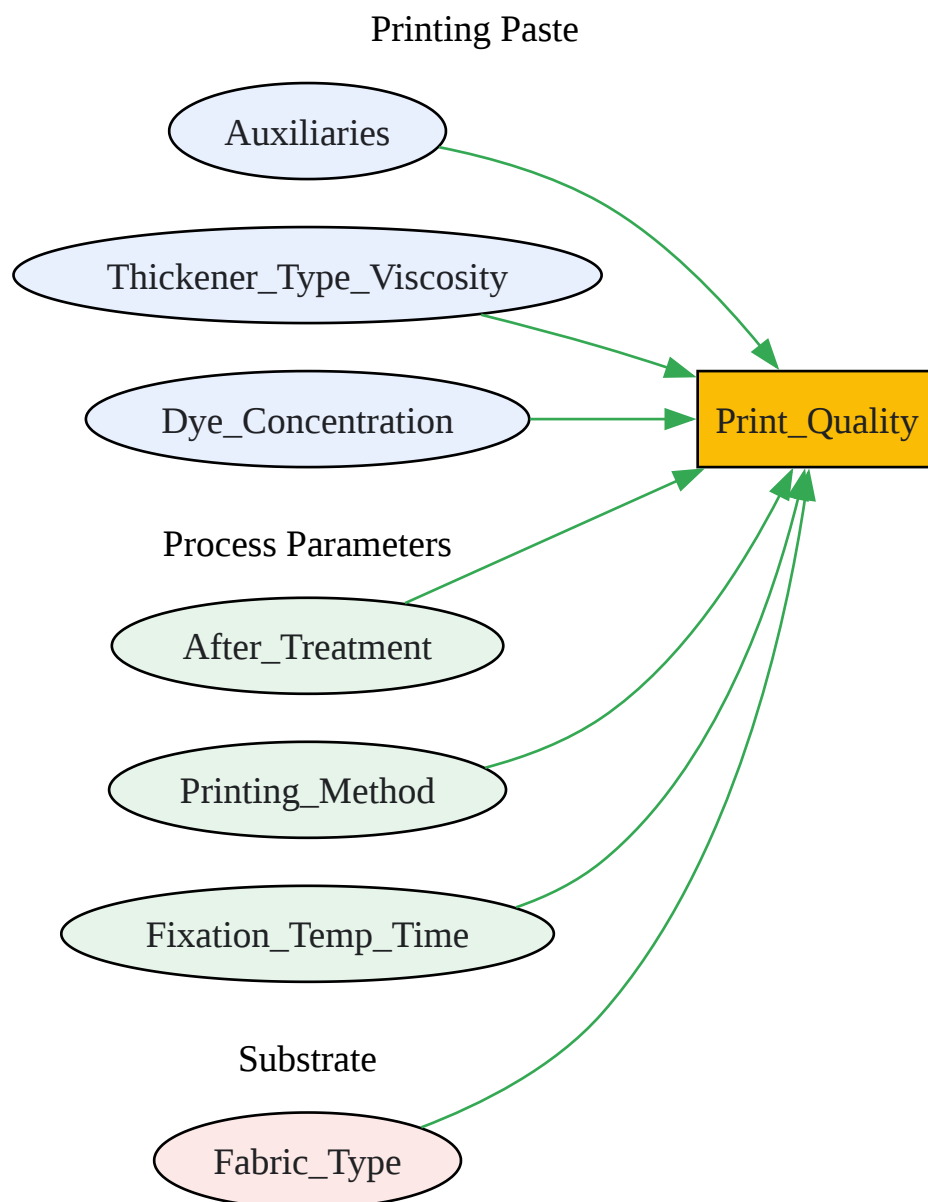 Printing Paste
Auxiliaries
Thickener_Type_Viscosity
Dye_Concentration
Print_Quality
Process Parameters
After_Treatment
Printing_Method
Fixation_Temp_Time
Substrate
Fabric_Type